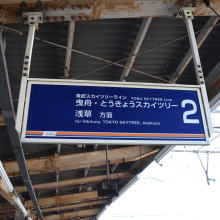 東武スカイツリーライン TOBU SKYTREE Line
曳舟・とうきょうスカイツリー
浅草 方面
for Hikifune, TOKYO SKYTREE, Asakusa
2